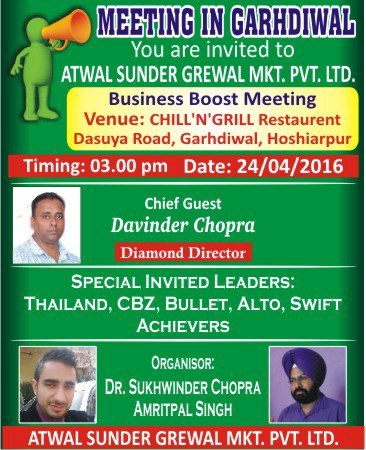 MEETING IN GARHDIWAL
You are invited to
ATWAL SUNDER GREWAL MKT. PVT. LTD.
Business Boost Meeting
Venue: CHILL'N'GRILL Restaurent
Dasuya Road, Garhdiwal, Hoshiarpur
Timing: 03.00 pm Date: 24/04/2016
Chief Guest
Davinder Chopra
Diamond Director
SPECIAL INVITED LEADERS:
THAILAND, CBZ, BULLET, ALTO, SWIFT
ACHIEVERS
ORGANISOR:
DR. SUKHWINDER CHOPRA
AMRITPAL SINGH
ATWAL SUNDER GREWAL MKT. PVT. LTD.